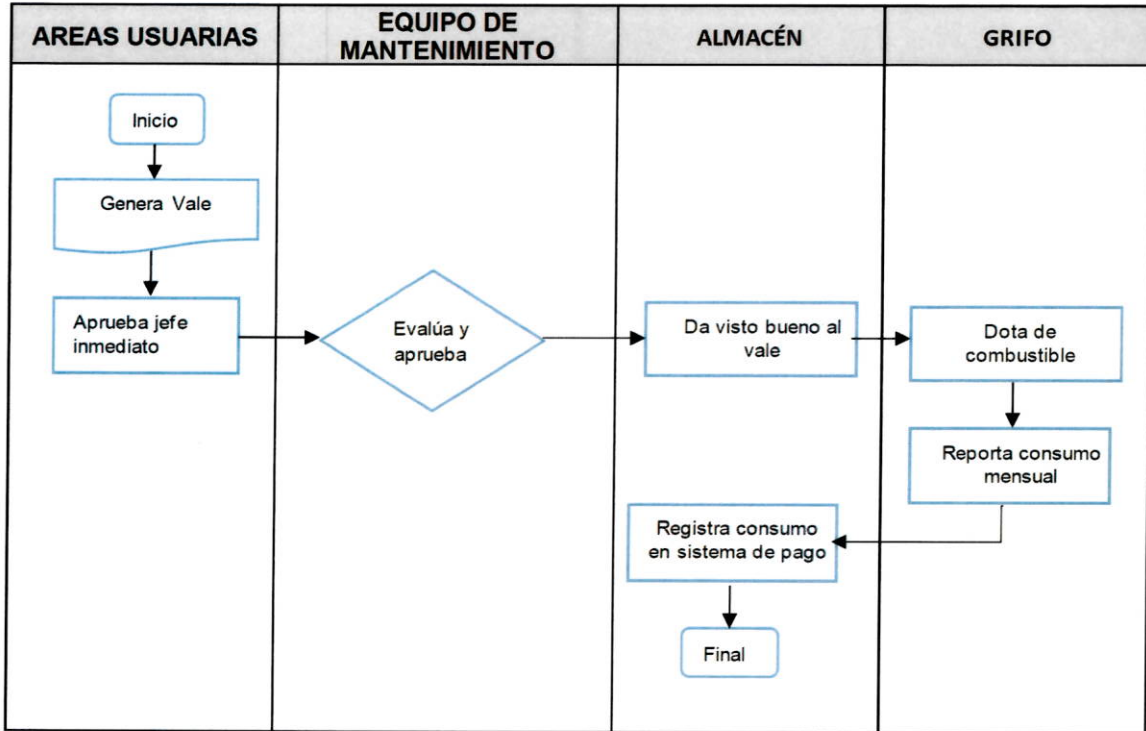 AREAS USUARIAS
EQUIPO DE
MANTENIMIENTO
ALMACÉN
GRIFO
Inicio
Genera Vale
Aprueba jefe
inmediato
Evalúa y
aprueba
Da visto bueno al
vale
Dota de
combustible
Reporta consumo
mensual
Registra consumo
en sistema de pago
Final